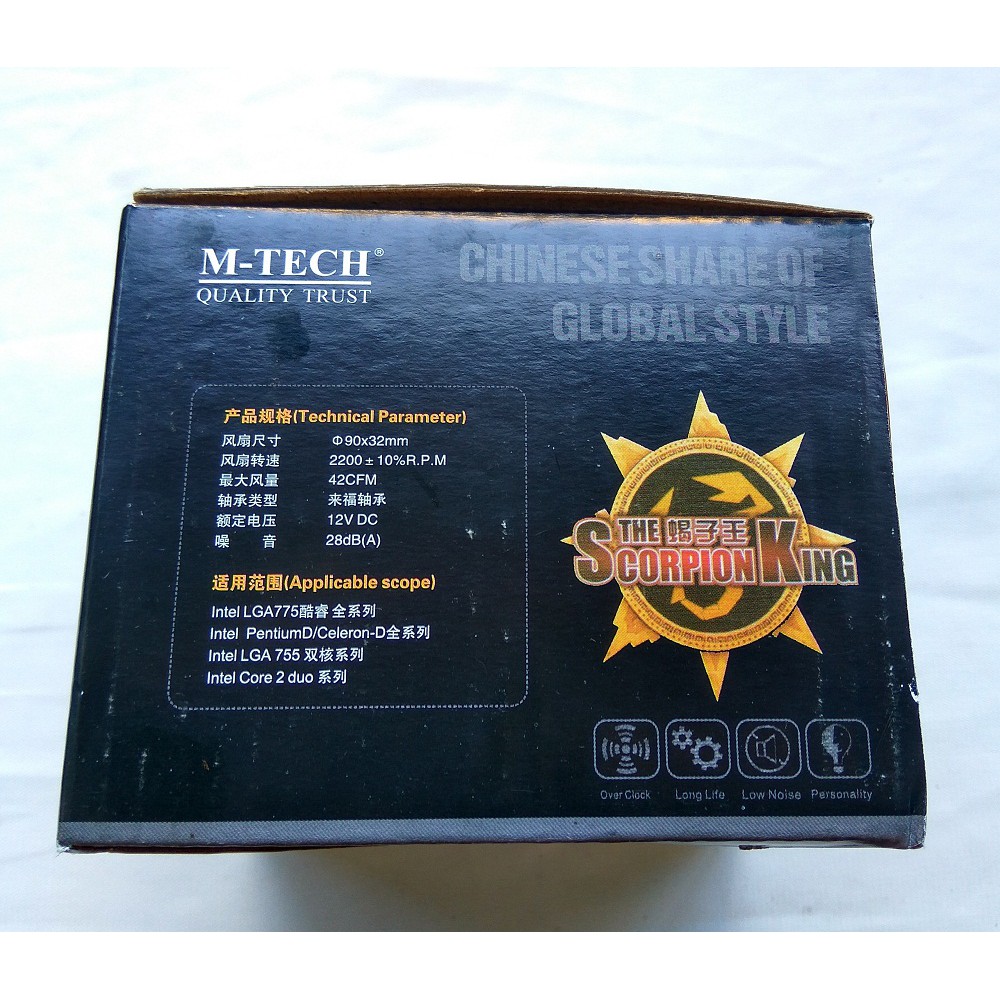 M-TECH®
QUALITY TRUST
CHINESE SHARE OF
GLOBAL STYLE
产品规格(Technical Parameter)
风扇尺寸 Φ90x32mm
风扇转速 2200±10%R.P.M
最大风量 42CFM
轴承类型 来福轴承
额定电压 12V DC
噪 音 28dB(A)
适用范围(Applicable scope)
Intel LGA775酷睿 全系列
Intel PentiumD/Celeron-D全系列
Intel LGA 755 双核系列
Intel Core 2 duo 系列
THE 蝎子王
SCORPION KING
Over Clock Long Life Low Noise Personality